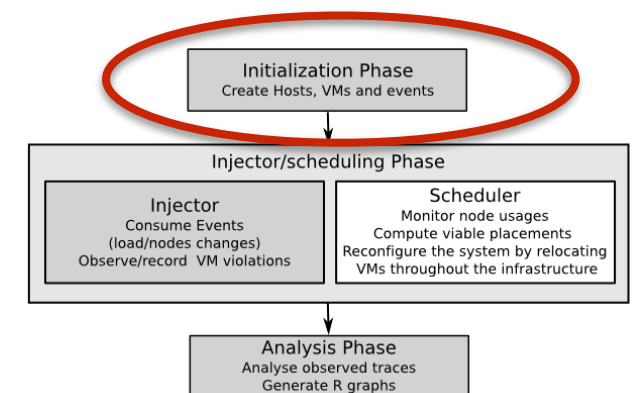 Initialization Phase
Create Hosts, VMs and events
Injector/scheduling Phase
Injector
Consume Events
(load/nodes changes)
Observe/record VM violations
Scheduler
Monitor node usages
Compute viable placements
Reconfigure the system by relocating
VMs throughout the infrastructure
Analysis Phase
Analyse observed traces
Generate R graphs